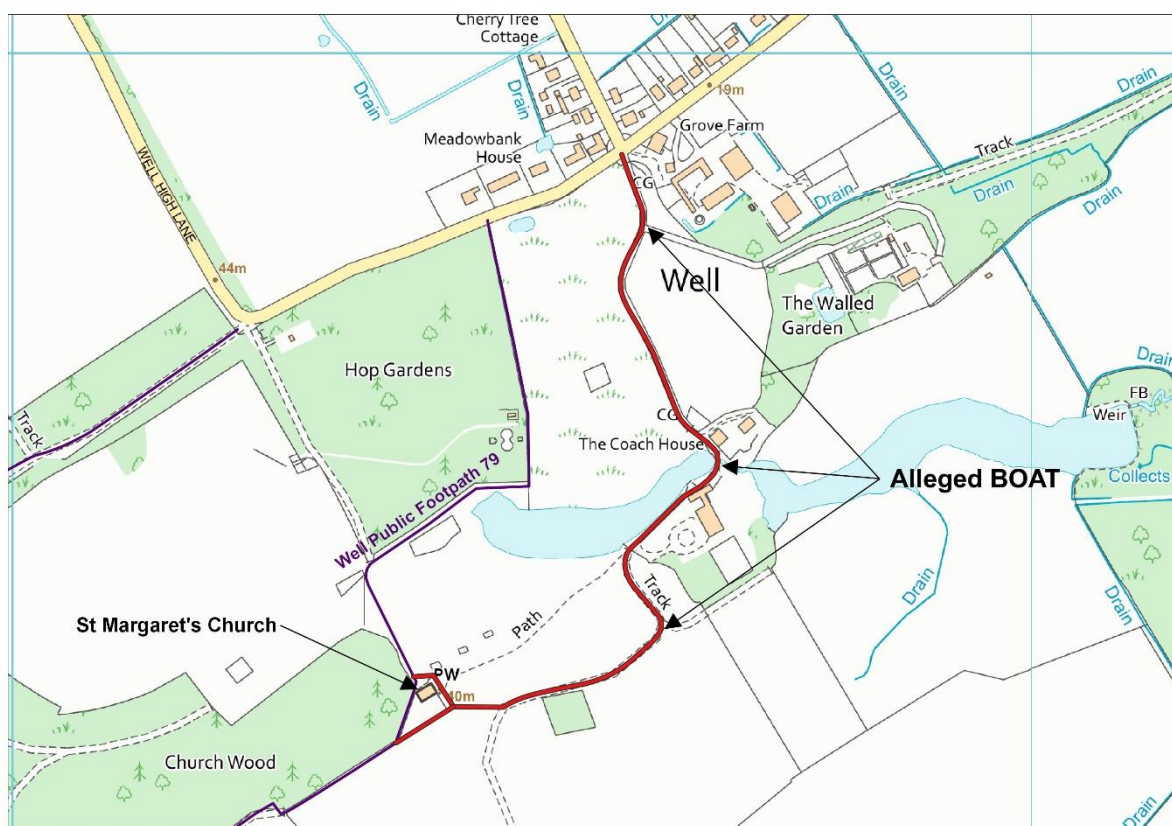 Cherry Tree
Cottage
Drain
Drain
Drain
19m
Drain
Meadowbank
House
Grove Farm
CG
Track
Drain
Drain
Drain
WELL HIGH LANE
44m
Well
The Walled
Garden
Hop Gardens
Drain
FB
Weir
CG
The Coach House
Alleged BOAT
Collects
Track
Well Public Footpath 79
Drain
Track
Path
St Margaret's Church
PW
40m
Drain
Church Wood
Drain